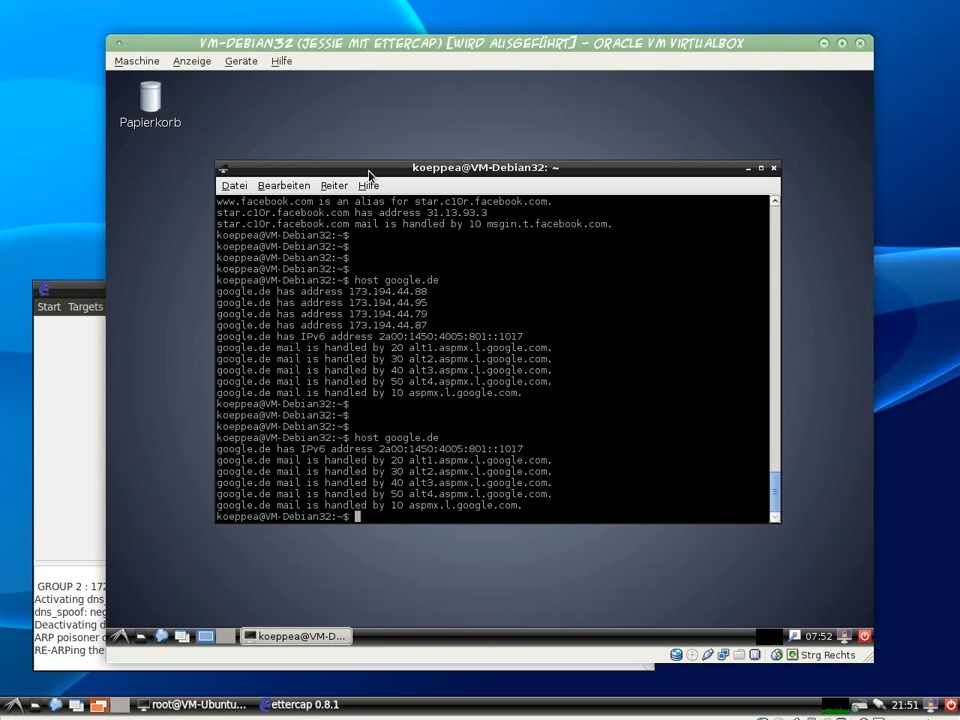 VM-DEBIAN32 (JESSIE MIT ETTERCAP) [WIRD AUSGEFÜHRT] - ORACLE VM VIRTUALBOX
Maschine Anzeige Geräte Hilfe
Papierkorb
koeppea@VM-Debian32: ~
Datei Bearbeiten Reiter Hilfe
www.facebook.com is an alias for star.c10r.facebook.com.
star.c10r.facebook.com has address 31.13.93.3
star.c10r.facebook.com mail is handled by 10 msgin.t.facebook.com.
koeppea@VM-Debian32:~$
koeppea@VM-Debian32:~$
koeppea@VM-Debian32:~$
koeppea@VM-Debian32:~$
koeppea@VM-Debian32:~$ host google.de
google.de has address 173.194.44.88
google.de has address 173.194.44.95
google.de has address 173.194.44.79
google.de has address 173.194.44.87
google.de has IPv6 address 2a00:1450:4005:801::1017
google.de mail is handled by 20 alt1.aspmx.l.google.com.
google.de mail is handled by 30 alt2.aspmx.l.google.com.
google.de mail is handled by 40 alt3.aspmx.l.google.com.
google.de mail is handled by 50 alt4.aspmx.l.google.com.
google.de mail is handled by 10 aspmx.l.google.com.
koeppea@VM-Debian32:~$
koeppea@VM-Debian32:~$
koeppea@VM-Debian32:~$
koeppea@VM-Debian32:~$ host google.de
google.de has IPv6 address 2a00:1450:4005:801::1017
google.de mail is handled by 20 alt1.aspmx.l.google.com.
google.de mail is handled by 30 alt2.aspmx.l.google.com.
google.de mail is handled by 40 alt3.aspmx.l.google.com.
google.de mail is handled by 50 alt4.aspmx.l.google.com.
google.de mail is handled by 10 aspmx.l.google.com.
koeppea@VM-Debian32:~$
Start Targets
GROUP 2 : 172
Activating dns_
dns_spoof: neg
Deactivating d
ARP poisoner d
RE-ARPing the
koeppea@VM-D...
07:52
Strg Rechts
root@VM-Ubuntu...
ettercap 0.8.1
21:51